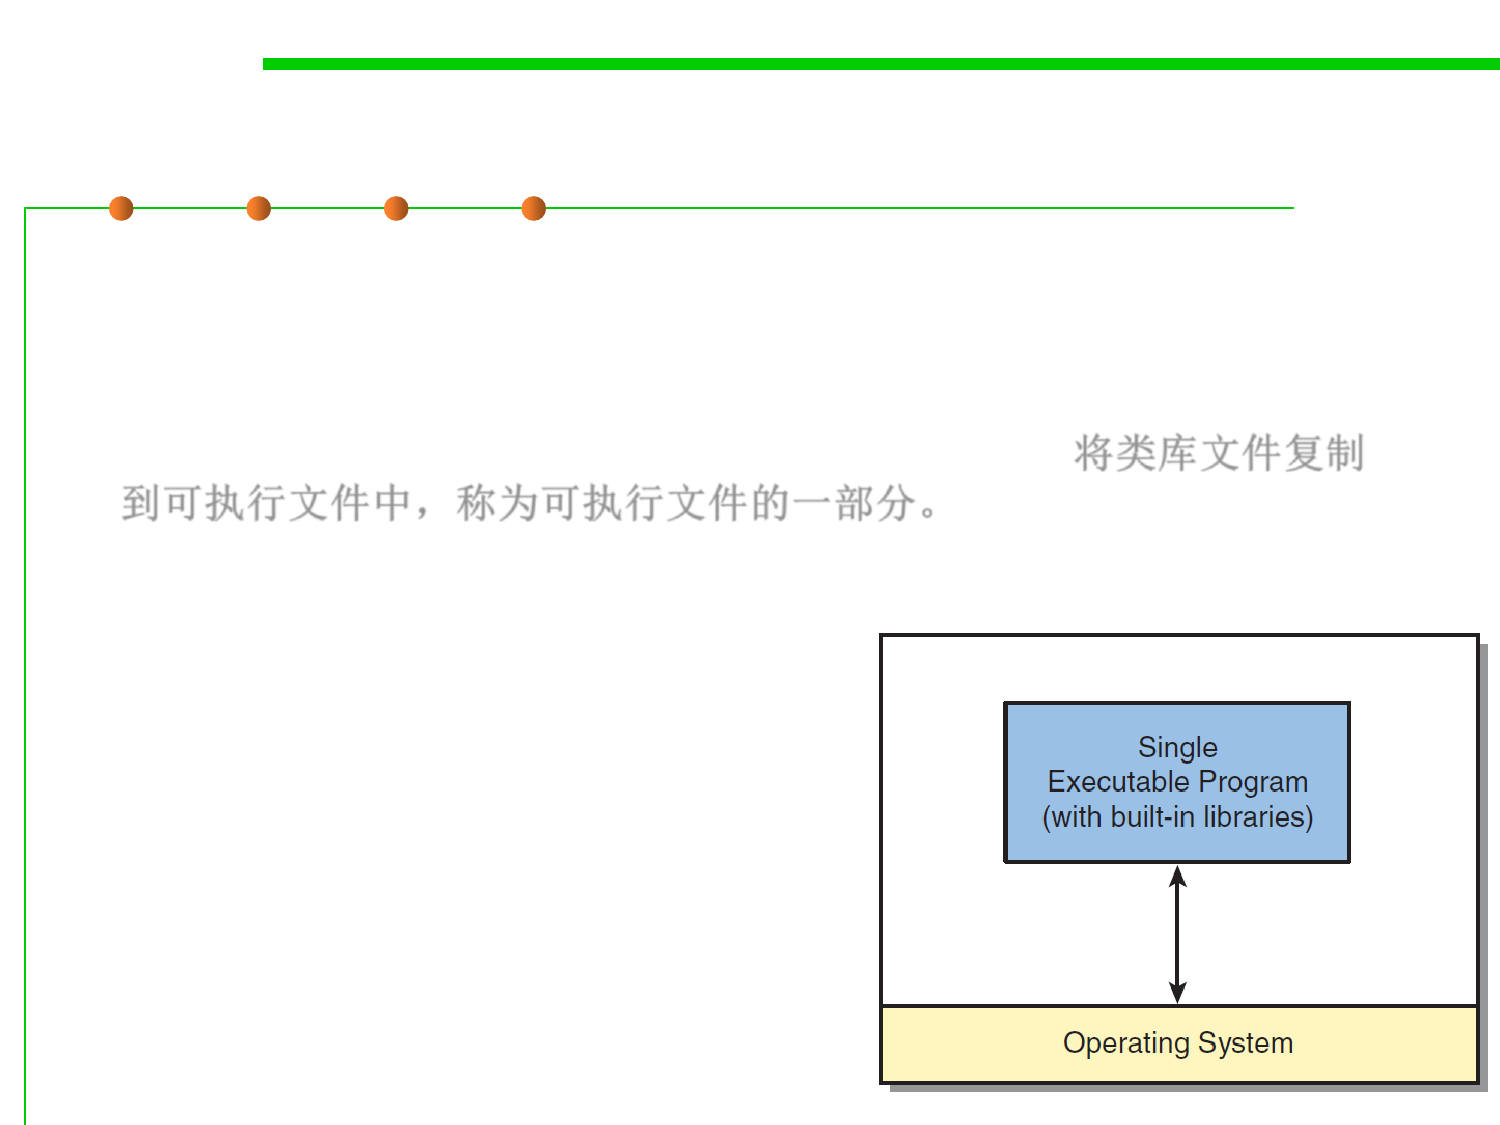 将类库文件复制
到可执行文件中，称为可执行文件的一部分。
Single
Executable Program
(with built-in libraries)
Operating System